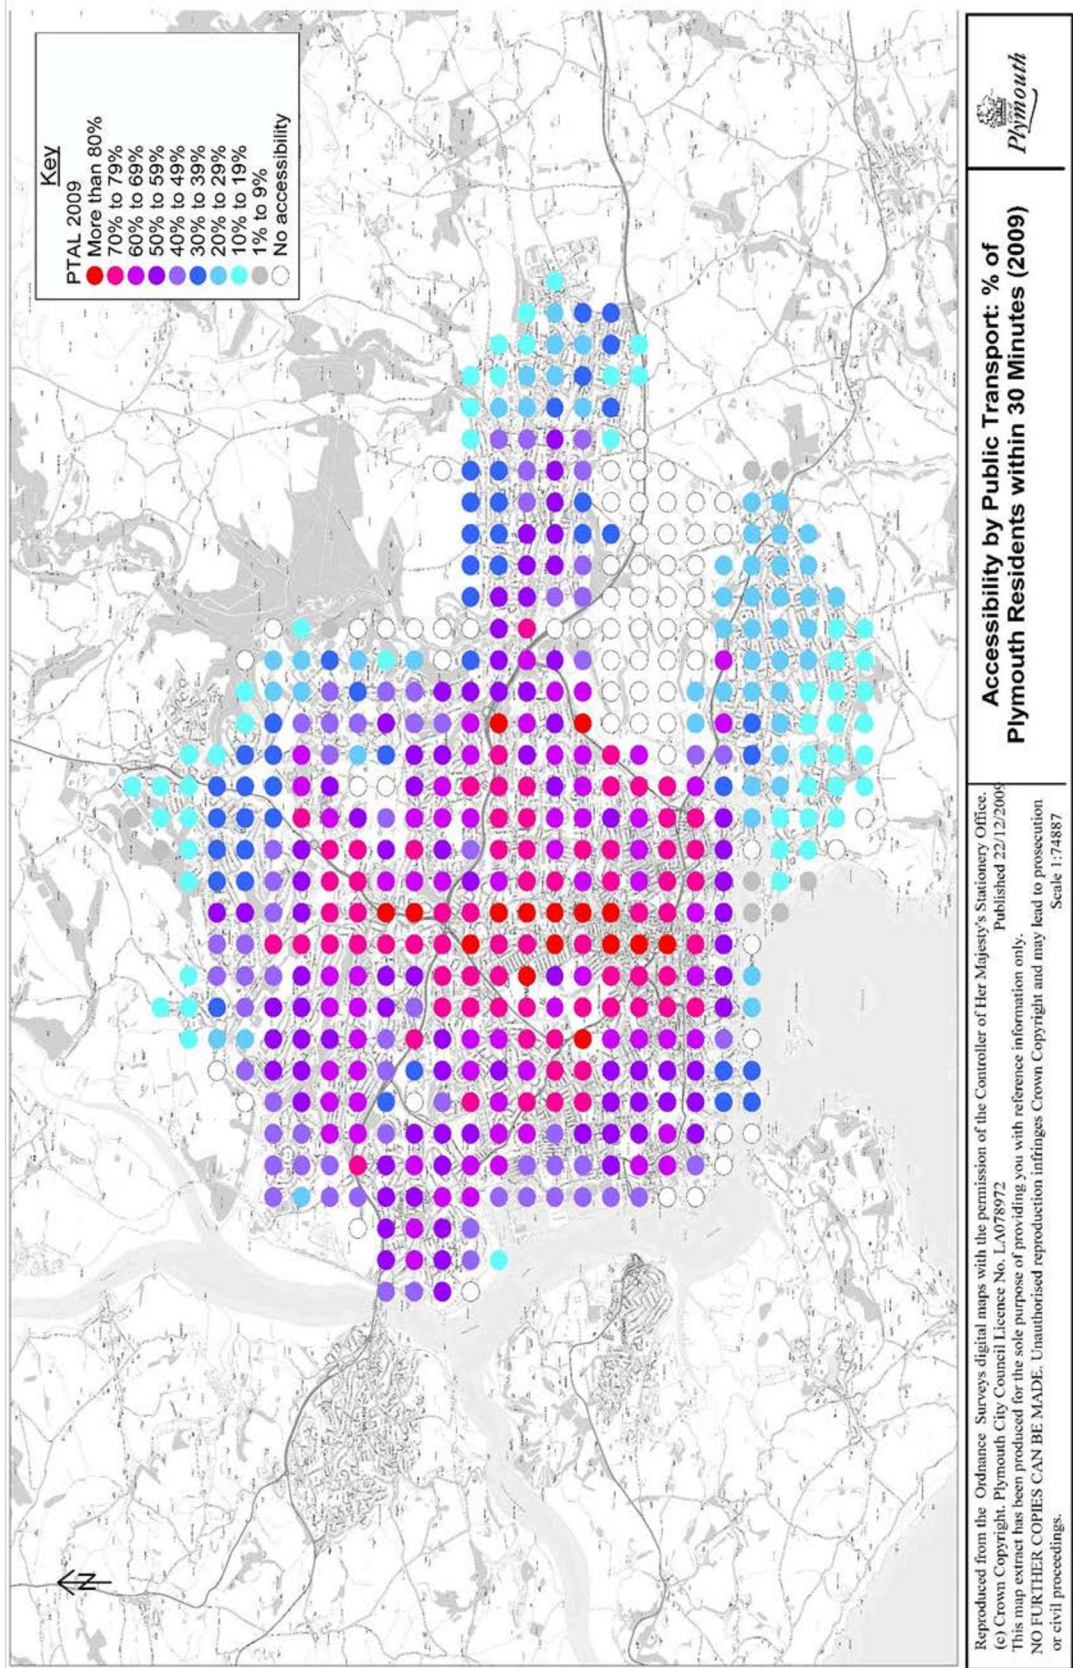 Key
PTAL 2009
More than 80%
70% to 79%
60% to 69%
50% to 59%
40% to 49%
30% to 39%
20% to 29%
10% to 19%
1% to 9%
No accessibility
N
Reproduced from the Ordnance Surveys digital maps with the permission of the Controller of Her Majesty's Stationery Office.
(c) Crown Copyright. Plymouth City Council Licence No. LA078972
Published 22/12/2009
This map extract has been produced for the sole purpose of providing you with reference information only.
NO FURTHER COPIES CAN BE MADE. Unauthorised reproduction infringes Crown Copyright and may lead to prosecution
or civil proceedings.
Scale 1:74887
Accessibility by Public Transport: % of
Plymouth Residents within 30 Minutes (2009)
Plymouth